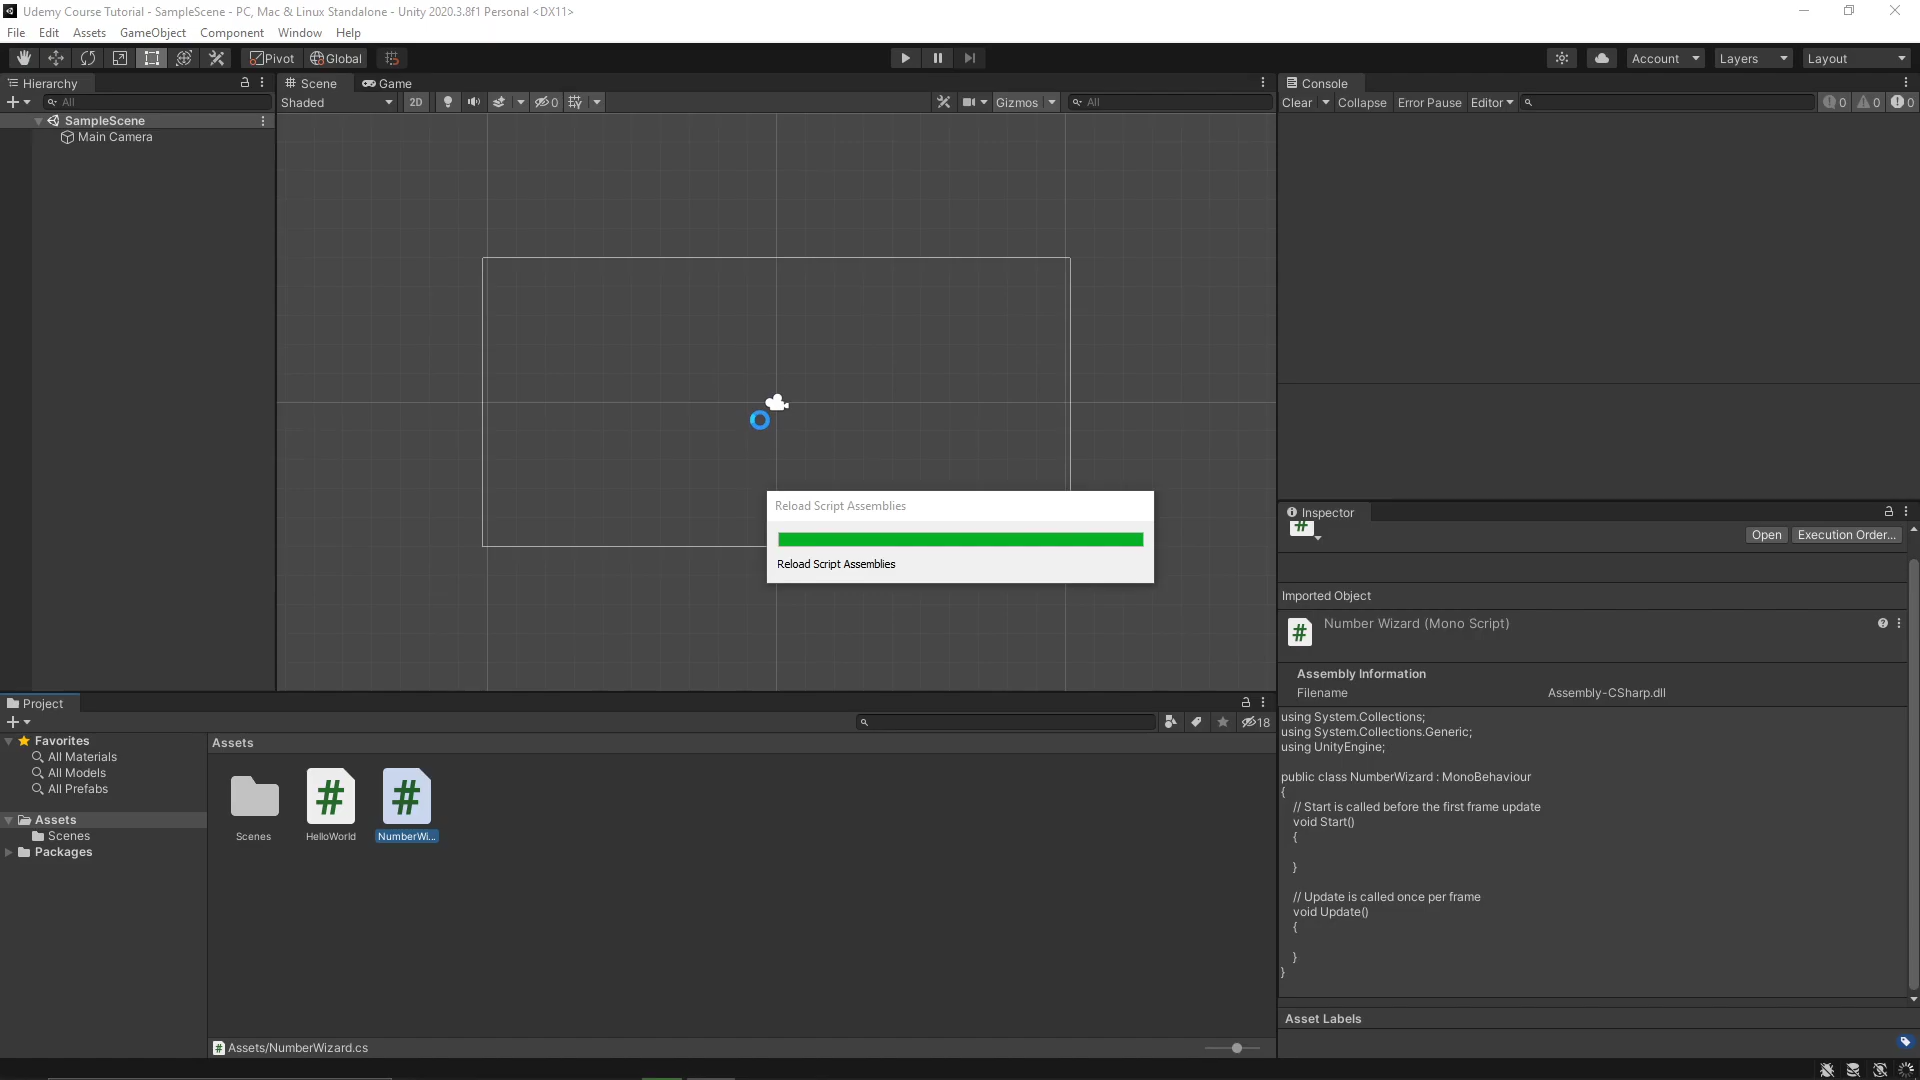 Udemy Course Tutorial - SampleScene - PC, Mac & Linux Standalone - Unity 2020.3.8f1 Personal <DX11>
File Edit Assets GameObject Component Window Help
Pivot Global Account Layers Layout
Hierarchy
All
SampleScene
Main Camera
Scene Game
Shaded 2D 0 Gizmos All
Console
Clear Collapse Error Pause Editor 0 0 0
Reload Script Assemblies
Reload Script Assemblies
Inspector
Open Execution Order...
Imported Object
Number Wizard (Mono Script)
Assembly Information
Filename Assembly-CSharp.dll
using System.Collections;
using System.Collections.Generic;
using UnityEngine;
public class NumberWizard : MonoBehaviour
{
// Start is called before the first frame update
void Start()
{
}
// Update is called once per frame
void Update()
{
}
}
Asset Labels
Project
18
Favorites
All Materials
All Models
All Prefabs
Assets
Scenes
Packages
Assets
Scenes HelloWorld NumberWi...
Assets/NumberWizard.cs